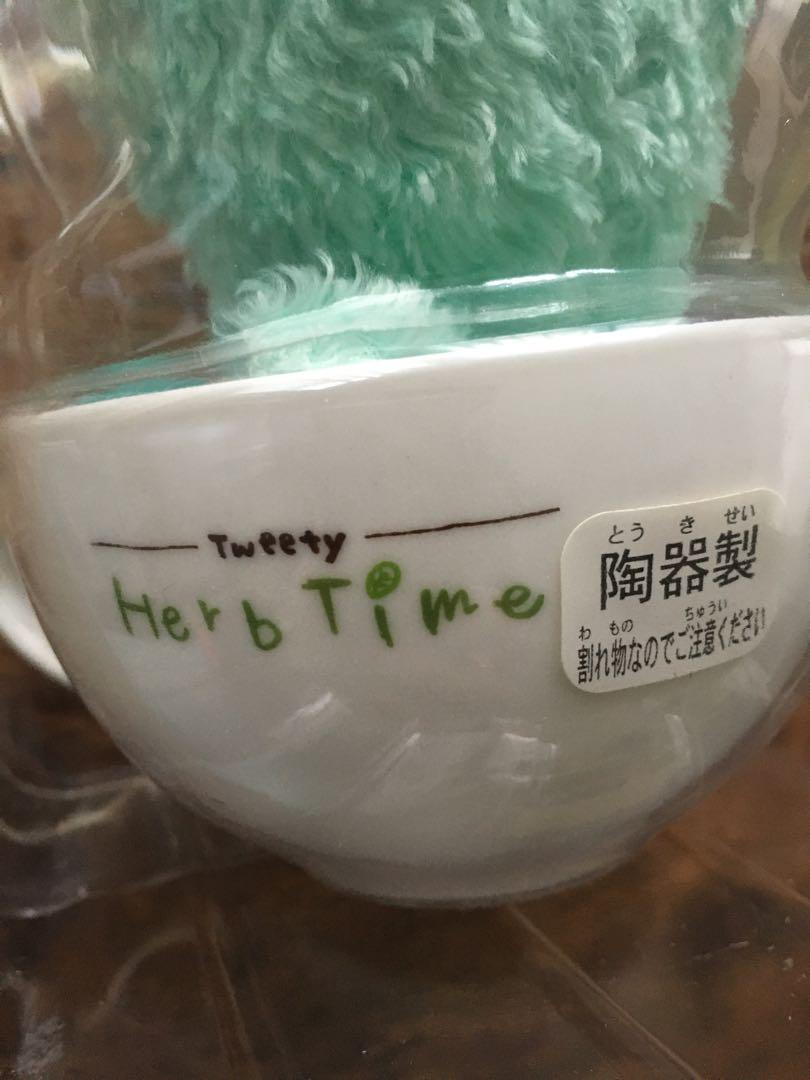 Tweety
Herb Time
とうきせい
陶器製
わ もの ちゅうい
割れ物なのでご注意ください